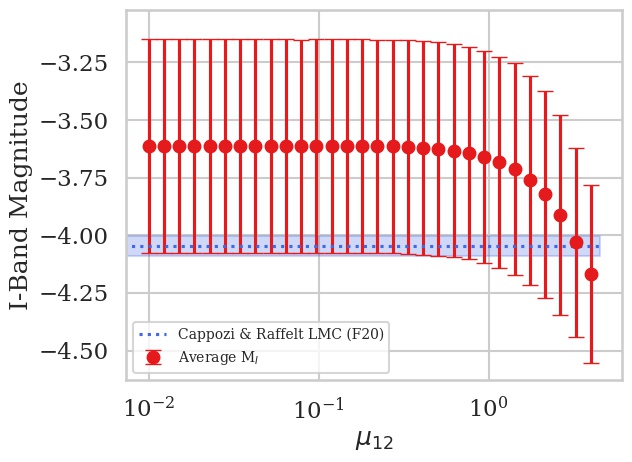 I-Band Magnitude
−3.25
−3.50
−3.75
−4.00
−4.25
−4.50
Cappozi & Raffelt LMC (F20)
Average M_I
10^−2
10^−1
10^0
μ_12